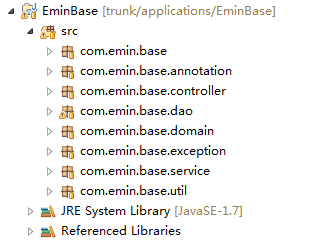 EminBase [trunk/applications/EminBase]
src
com.emin.base
com.emin.base.annotation
com.emin.base.controller
com.emin.base.dao
com.emin.base.domain
com.emin.base.exception
com.emin.base.service
com.emin.base.util
JRE System Library [JavaSE-1.7]
Referenced Libraries